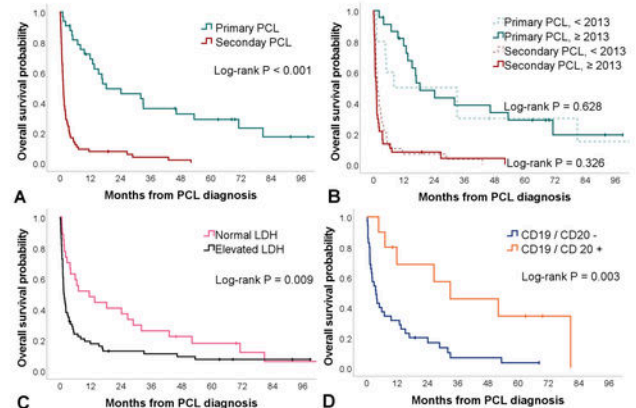 Primary PCL
Seconday PCL
Log-rank P < 0.001
Overall survival probability
1.0
0.8
0.6
0.4
0.2
0.0
0 12 24 36 48 60 72 84 96
Months from PCL diagnosis
A
Primary PCL, < 2013
Primary PCL, ≥ 2013
Seconday PCL, < 2013
Seconday PCL, ≥ 2013
Log-rank P = 0.628
Log-rank P = 0.326
Overall survival probability
1.0
0.8
0.6
0.4
0.2
0.0
0 12 24 36 48 60 72 84 96
Months from PCL diagnosis
B
Normal LDH
Elevated LDH
Log-rank P = 0.009
Overall survival probability
1.0
0.8
0.6
0.4
0.2
0.0
0 12 24 36 48 60 72 84 96
Months from PCL diagnosis
C
CD19 / CD20 -
CD19 / CD 20 +
Log-rank P = 0.003
Overall survival probability
1.0
0.8
0.6
0.4
0.2
0.0
0 12 24 36 48 60 72 84 96
Months from PCL diagnosis
D